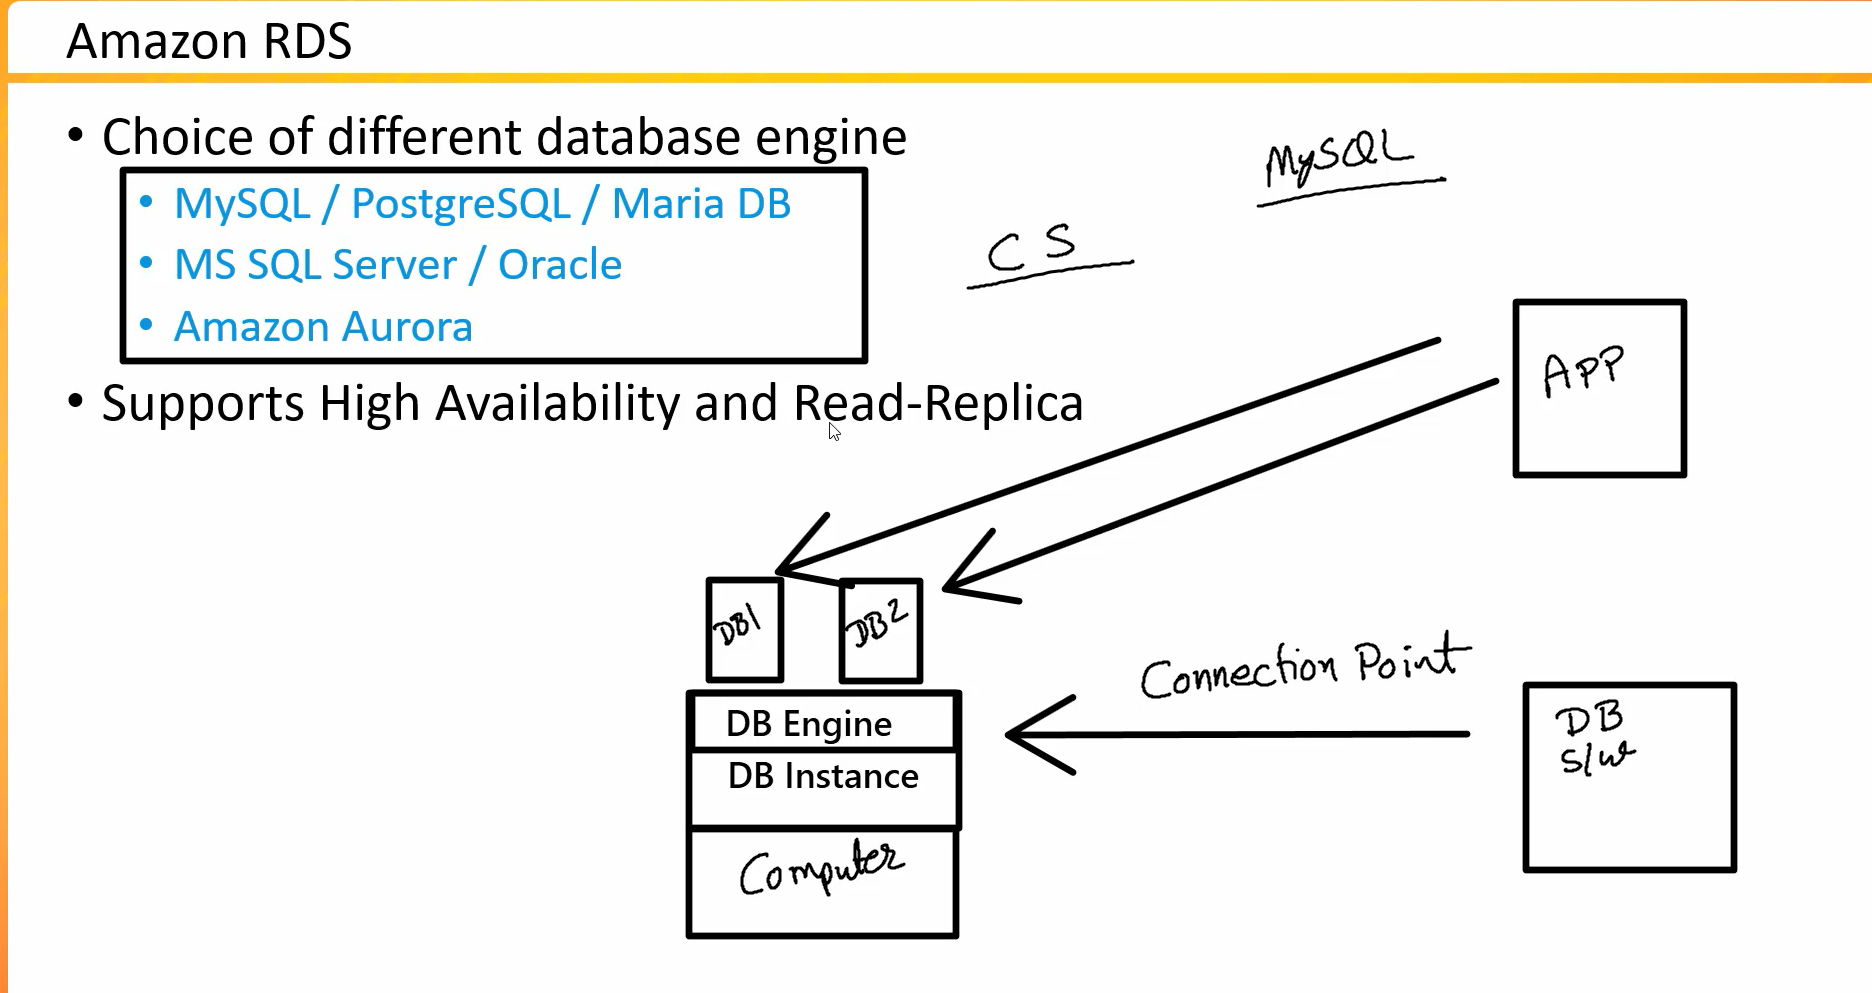 Amazon RDS
• Choice of different database engine
• MySQL / PostgreSQL / Maria DB
• MS SQL Server / Oracle
• Amazon Aurora
• Supports High Availability and Read-Replica
MySQL
CS
APP
DB1
DB2
Connection Point
DB Engine
DB Instance
Computer
DB
S/w